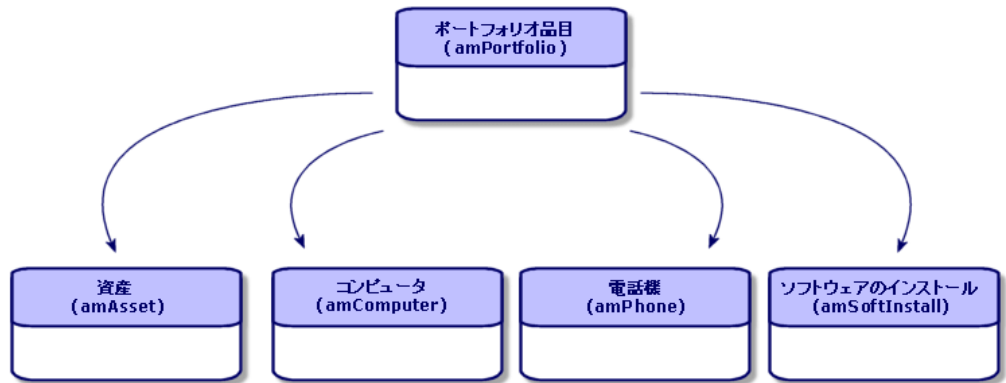 ポートフォリオ品目
(amPortfolio)
資産
(amAsset)
コンピュータ
(amComputer)
電話機
(amPhone)
ソフトウェアのインストール
(amSoftInstall)